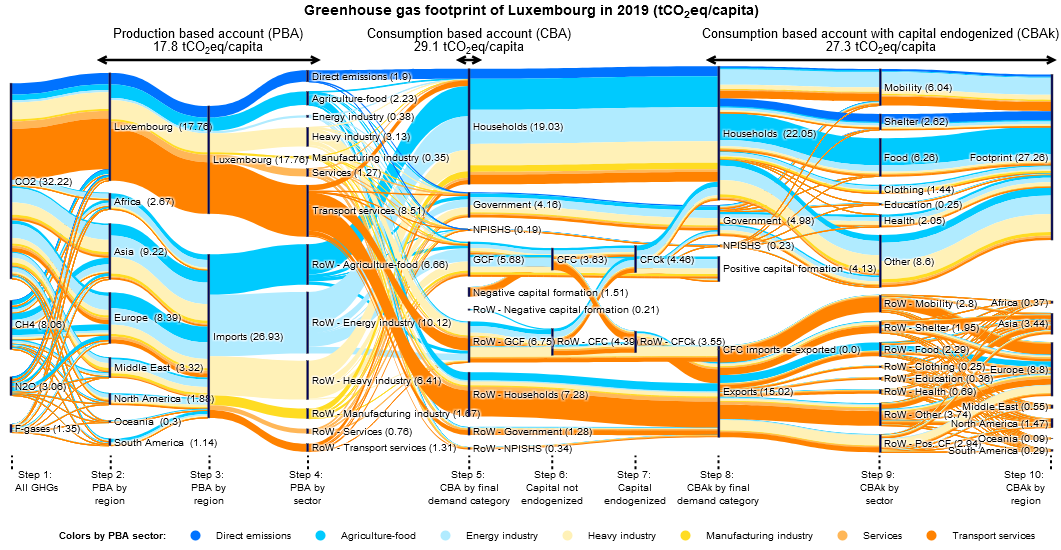 Greenhouse gas footprint of Luxembourg in 2019 (tCO2eq/capita)
Production based account (PBA)
17.8 tCO2eq/capita
Consumption based account (CBA)
29.1 tCO2eq/capita
Consumption based account with capital endogenized (CBAk)
27.3 tCO2eq/capita
CO2 (32.22)
CH4 (8.06)
N2O (3.06)
F-gases (1.35)
Luxembourg (17.76)
Africa (2.67)
Asia (9.22)
Europe (8.39)
Middle East (3.32)
North America (1.88)
Oceania (0.3)
South America (1.14)
Luxembourg (17.76)
Imports (26.93)
Direct emissions (1.9)
Agriculture-food (2.23)
Energy industry (0.38)
Heavy industry (3.13)
Manufacturing industry (0.35)
Services (1.27)
Transport services (8.51)
RoW - Agriculture-food (6.66)
RoW - Energy industry (10.12)
RoW - Heavy industry (6.41)
RoW - Manufacturing industry (1.67)
RoW - Services (0.76)
RoW - Transport services (1.31)
Households (19.03)
Government (4.16)
NPISHS (0.19)
GCF (5.68)
Negative capital formation (1.51)
RoW - Negative capital formation (0.21)
RoW - GCF (6.75)
RoW - Households (7.28)
RoW - Government (1.28)
RoW - NPISHS (0.34)
CFC (3.63)
RoW - CFC (4.39)
CFCk (4.46)
RoW - CFCk (3.55)
Households (22.05)
Government (4.98)
NPISHS (0.23)
Positive capital formation (4.13)
CFC imports re-exported (0.0)
Exports (15.02)
Mobility (6.04)
Shelter (2.62)
Food (6.26)
Clothing (1.44)
Education (0.25)
Health (2.05)
Other (8.6)
RoW - Mobility (2.8)
RoW - Shelter (1.95)
RoW - Food (2.29)
RoW - Clothing (0.25)
RoW - Education (0.36)
RoW - Health (0.69)
RoW - Other (3.74)
RoW - Pos. CF (2.94)
Footprint (27.26)
Africa (0.37)
Asia (3.44)
Europe (8.8)
Middle East (0.55)
North America (1.47)
Oceania (0.09)
South America (0.29)
Step 1:
All GHGs
Step 2:
PBA by
region
Step 3:
PBA by
region
Step 4:
PBA by
sector
Step 5:
CBA by final
demand category
Step 6:
Capital not
endogenized
Step 7:
Capital
endogenized
Step 8:
CBAk by final
demand category
Step 9:
CBAk by
sector
Step 10:
CBAk by
region
Colors by PBA sector:
Direct emissions
Agriculture-food
Energy industry
Heavy industry
Manufacturing industry
Services
Transport services